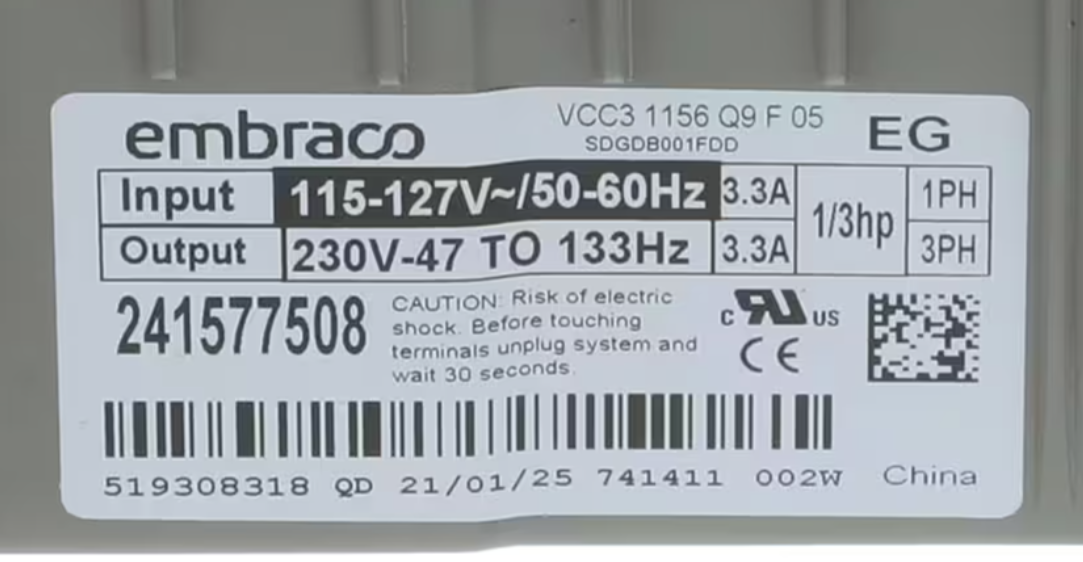 embraco
VCC3 1156 Q9 F 05
SDGDB001FDD
EG
Input 115-127V~/50-60Hz 3.3A 1/3hp 1PH
Output 230V-47 TO 133Hz 3.3A 3PH
241577508
CAUTION: Risk of electric
shock. Before touching
terminals unplug system and
wait 30 seconds.
c RU US
CE
519308318 QD 21/01/25 741411 002W China